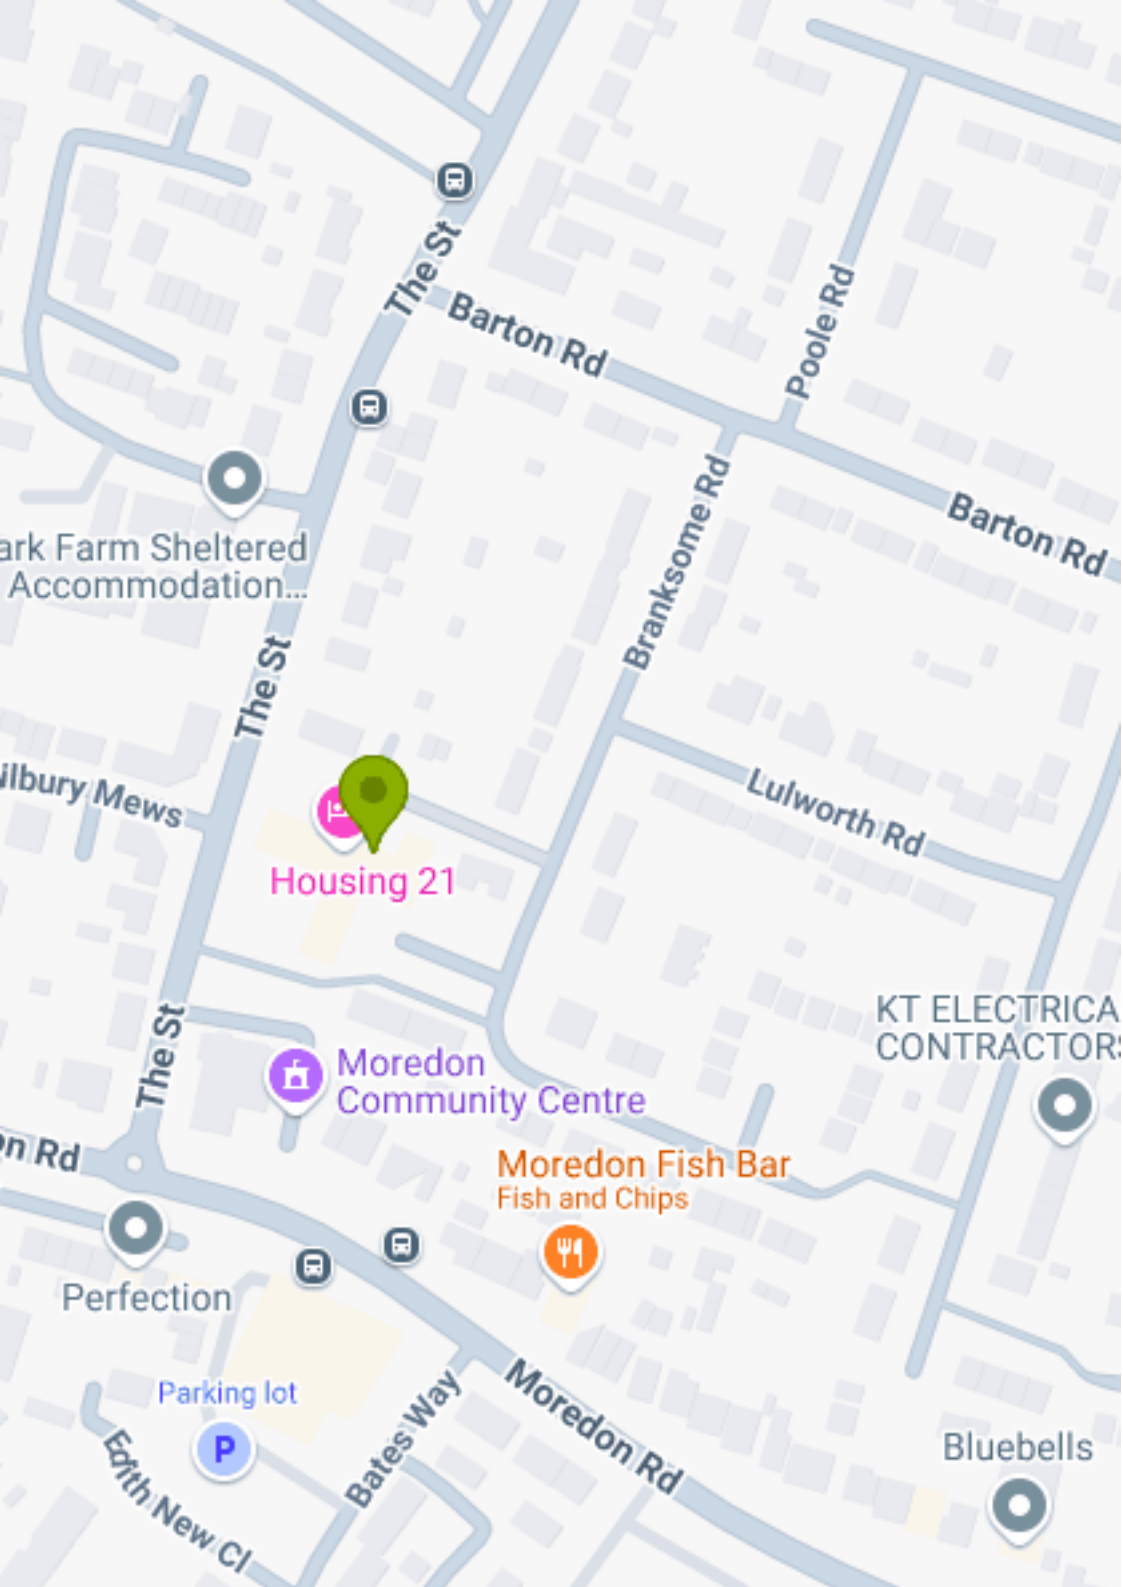 The St
Barton Rd
Poole Rd
Branksome Rd
Barton Rd
ark Farm Sheltered
Accommodation...
The St
ilbury Mews
Lulworth Rd
Housing 21
KT ELECTRICA
CONTRACTORS
The St
Moredon
Community Centre
on Rd
Moredon Fish Bar
Fish and Chips
Perfection
Parking lot
P
Bates Way
Moredon Rd
Edith New Cl
Bluebells